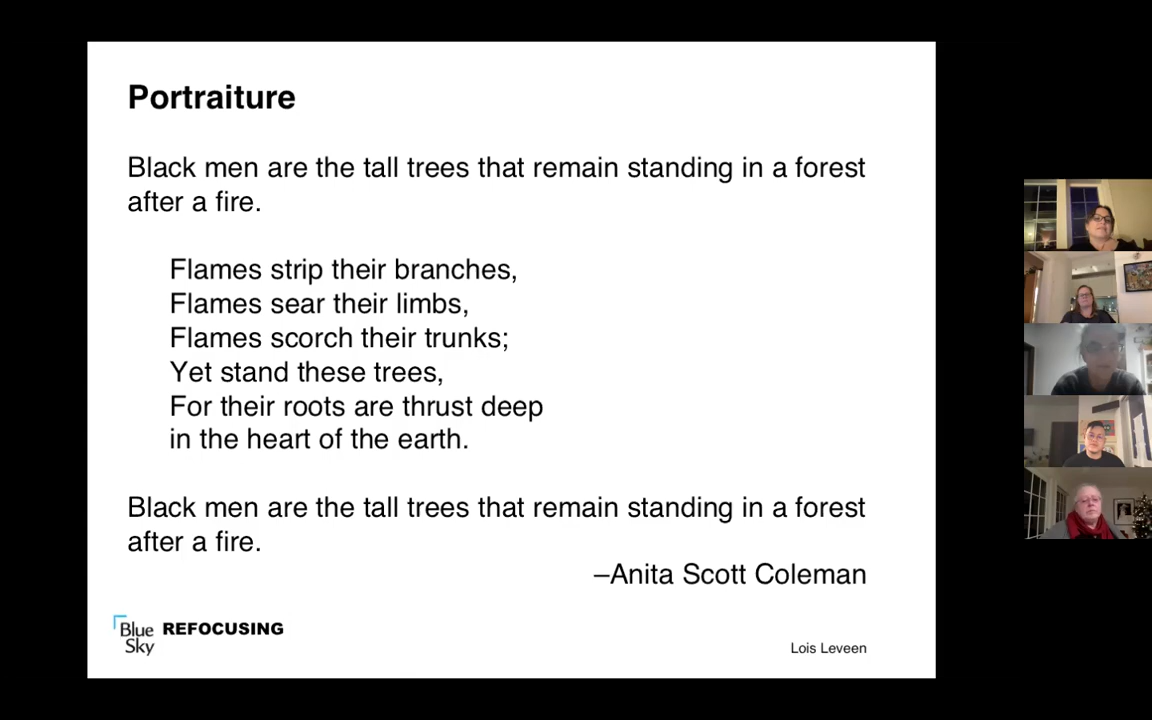 Portraiture
Black men are the tall trees that remain standing in a forest
after a fire.
Flames strip their branches,
Flames sear their limbs,
Flames scorch their trunks;
Yet stand these trees,
For their roots are thrust deep
in the heart of the earth.
Black men are the tall trees that remain standing in a forest
after a fire.
–Anita Scott Coleman
Blue
Sky
REFOCUSING
Lois Leveen